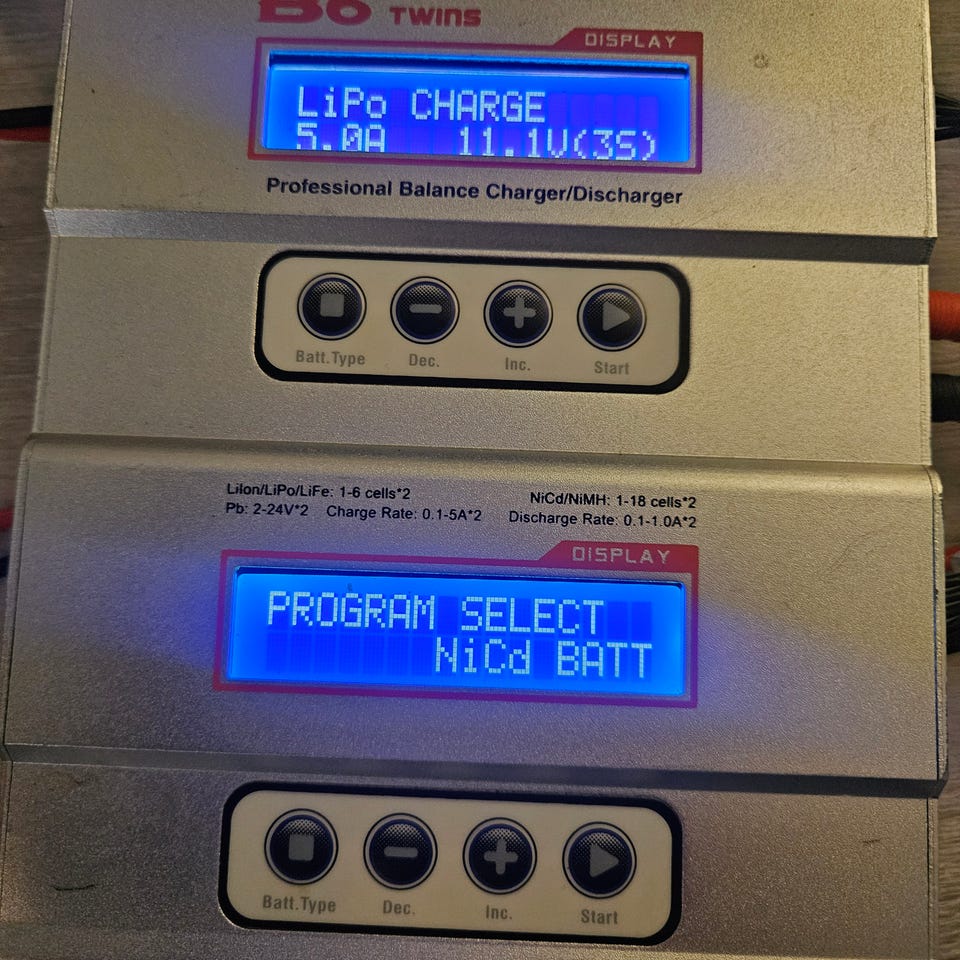 B6 TWINS
DISPLAY
LiPo CHARGE
5.0A 11.1V(3S)
Professional Balance Charger/Discharger
Batt.Type Dec. Inc. Start
LiIon/LiPo/LiFe: 1-6 cells*2 NiCd/NiMH: 1-18 cells*2
Pb: 2-24V*2 Charge Rate: 0.1-5A*2 Discharge Rate: 0.1-1.0A*2
DISPLAY
PROGRAM SELECT
NiCd BATT
Batt.Type Dec. Inc. Start